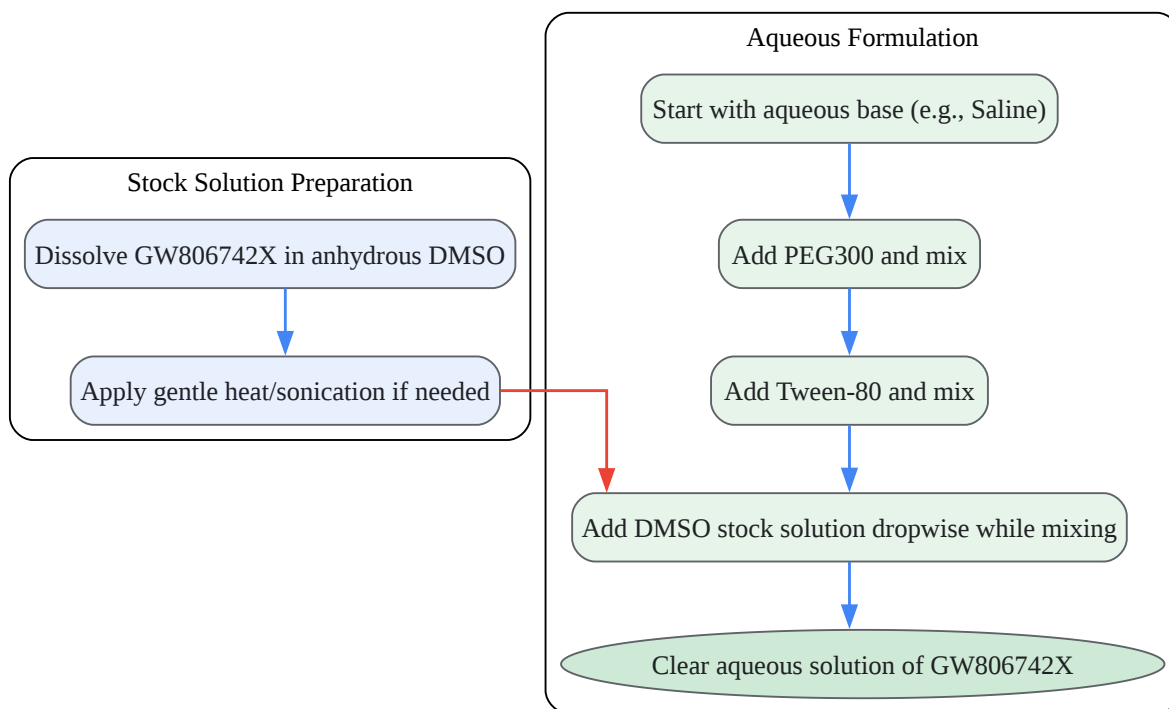 Stock Solution Preparation
Dissolve GW806742X in anhydrous DMSO
Apply gentle heat/sonication if needed
Aqueous Formulation
Start with aqueous base (e.g., Saline)
Add PEG300 and mix
Add Tween-80 and mix
Add DMSO stock solution dropwise while mixing
Clear aqueous solution of GW806742X